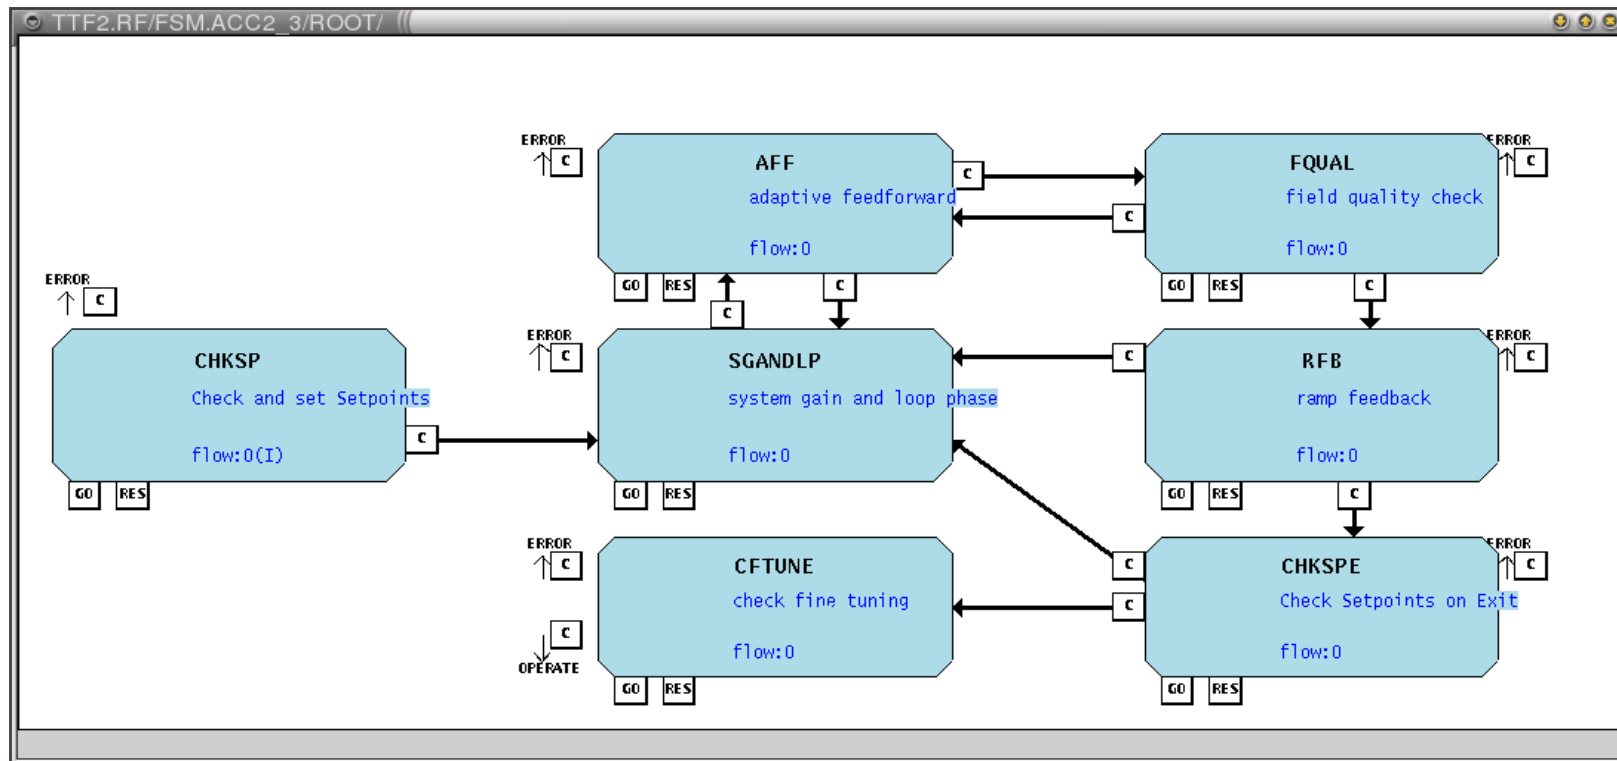 TTF2.RF/FSM.ACC2_3/ROOT/
ERROR
C
AFF
adaptive feedforward
flow:0
GO RES
C
C
C
FQUAL
field quality check
flow:0
GO RES
C
ERROR
C
ERROR
C
CHKSP
Check and set Setpoints
flow:0(I)
GO RES
C
ERROR
C
C
SGANDLP
system gain and loop phase
flow:0
GO RES
C
RFB
ramp feedback
flow:0
GO RES
C
ERROR
C
ERROR
C
CFTUNE
check fine tuning
flow:0
C
OPERATE
GO RES
C
C
CHKSPE
Check Setpoints on Exit
flow:0
GO RES
ERROR
C